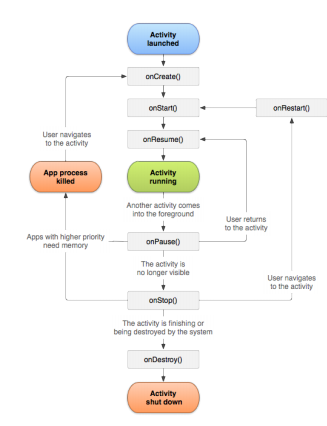 Activity
launched
onCreate()
onStart()
onRestart()
User navigates
to the activity
onResume()
App process
killed
Activity
running
Another activity comes
into the foreground
User returns
to the activity
Apps with higher priority
need memory
onPause()
The activity is
no longer visible
User navigates
to the activity
onStop()
The activity is finishing or
being destroyed by the system
onDestroy()
Activity
shut down